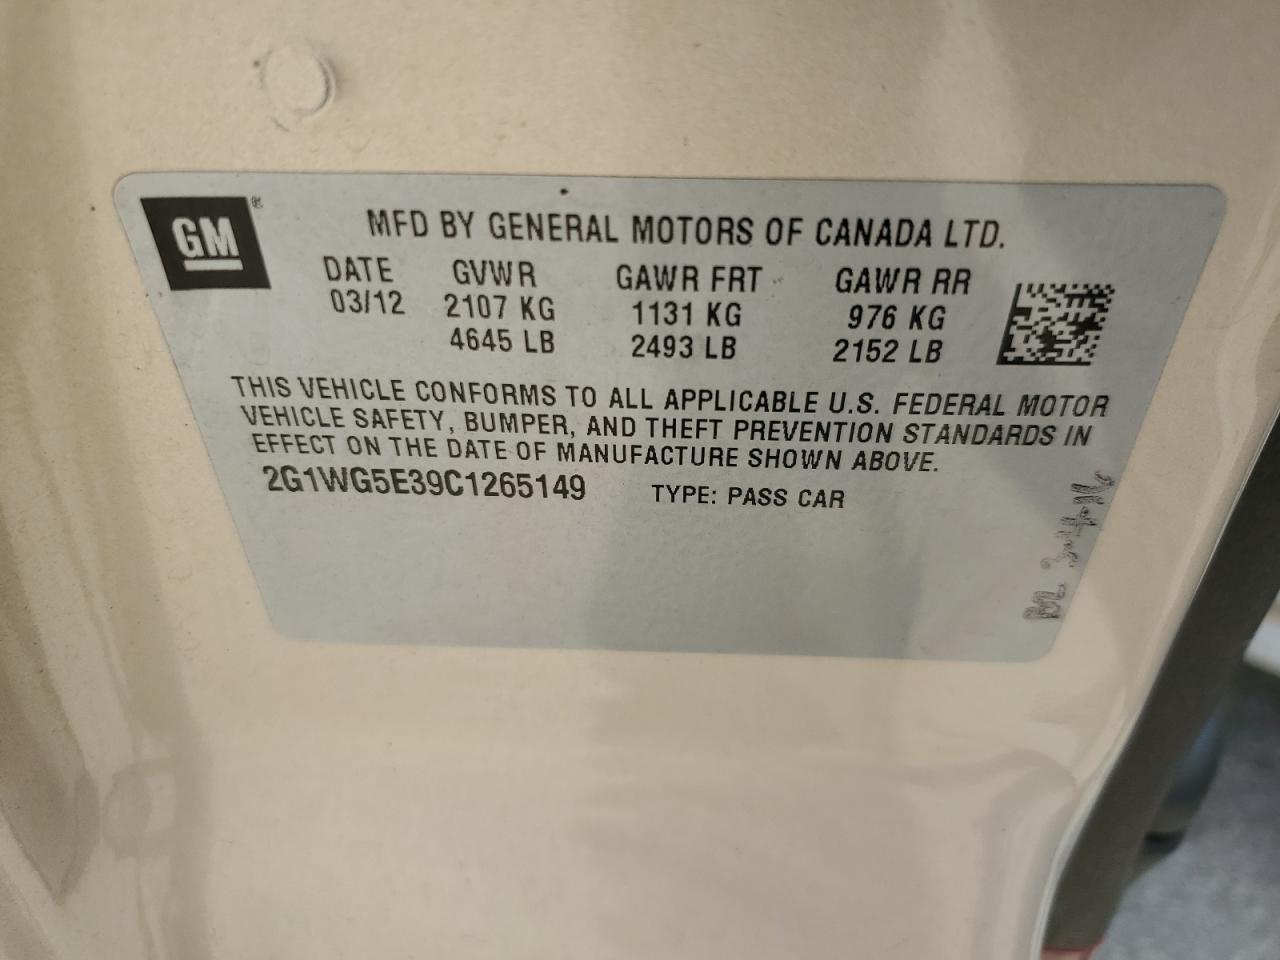 GM®
MFD BY GENERAL MOTORS OF CANADA LTD.
DATE GVWR GAWR FRT GAWR RR
03/12 2107 KG 1131 KG 976 KG
4645 LB 2493 LB 2152 LB
THIS VEHICLE CONFORMS TO ALL APPLICABLE U.S. FEDERAL MOTOR
VEHICLE SAFETY, BUMPER, AND THEFT PREVENTION STANDARDS IN
EFFECT ON THE DATE OF MANUFACTURE SHOWN ABOVE.
2G1WG5E39C1265149 TYPE: PASS CAR